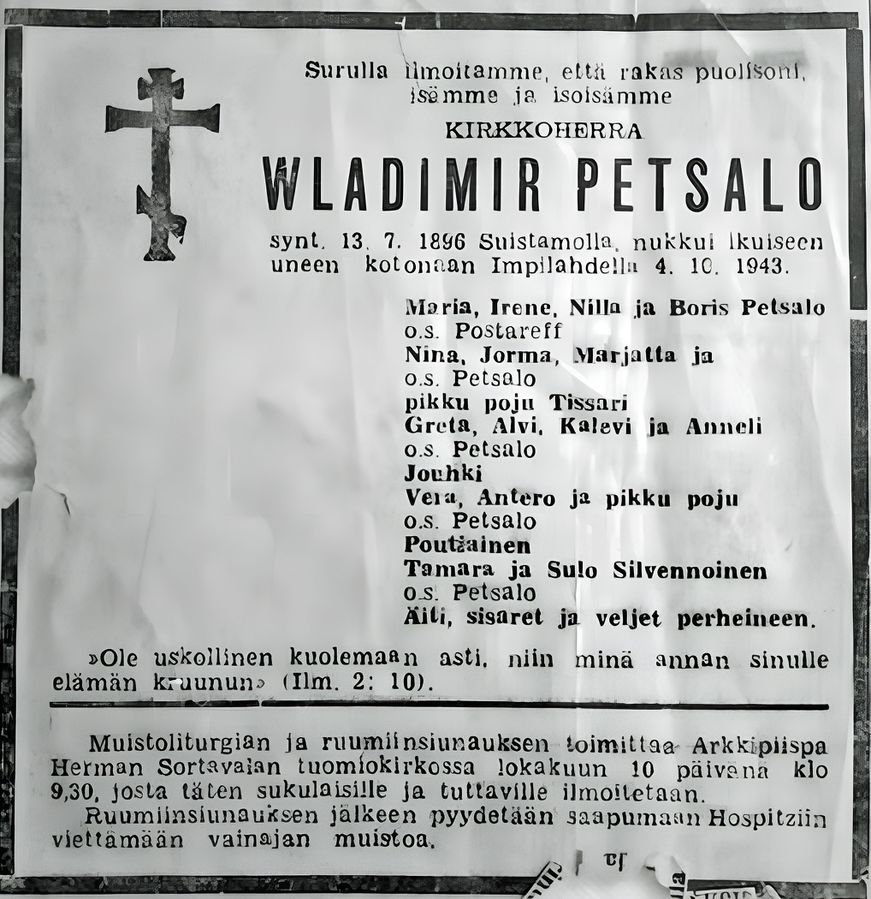 Surulla ilmoitamme, että rakas puolisoni,
isämme ja isoisämme
KIRKKOHERRA
WLADIMIR PETSALO
synt. 13. 7. 1896 Suistamolla, nukkui ikuiseen
uneen kotonaan Impilahdella 4. 10. 1943.
Maria, Irene, Nilla ja Boris Petsalo
o.s. Postareff
Nina, Jorma, Marjatta ja
o.s. Petsalo
pikku poju Tissari
Greta, Alvi, Kalevi ja Anneli
o.s. Petsalo
Jouhki
Vera, Antero ja pikku poju
o.s. Petsalo
Poutiainen
Tamara ja Sulo Silvennoinen
o.s. Petsalo
Äiti, sisaret ja veljet perheineen.
»Ole uskollinen kuolemaan asti, niin minä annan sinulle
elämän kruunun» (Ilm. 2: 10).
Muistoliturgian ja ruumiinsiunauksen toimittaa Arkkipiispa
Herman Sortavalan tuomiokirkossa lokakuun 10 päivänä klo
9,30, josta täten sukulaisille ja tuttaville ilmoitetaan.
Ruumiinsiunauksen jälkeen pyydetään saapumaan Hospitziin
viettämään vainajan muistoa.